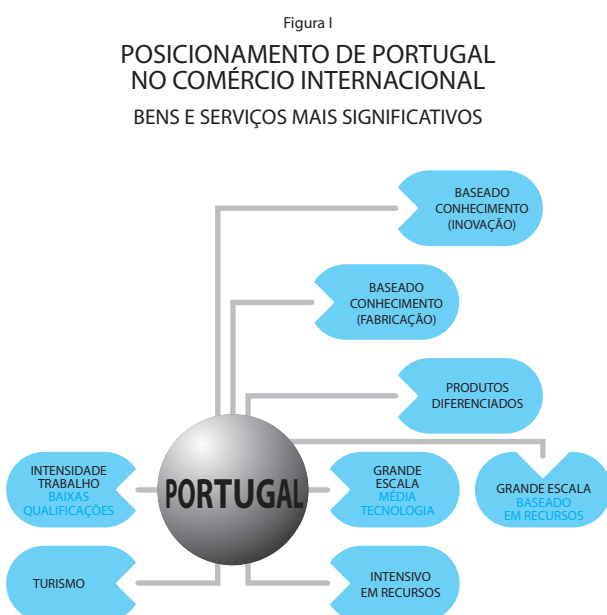 Figura I
POSICIONAMENTO DE PORTUGAL
NO COMÉRCIO INTERNACIONAL
BENS E SERVIÇOS MAIS SIGNIFICATIVOS
BASEADO
CONHECIMENTO
(INOVAÇÃO)
BASEADO
CONHECIMENTO
(FABRICAÇÃO)
PRODUTOS
DIFERENCIADOS
INTENSIDADE
TRABALHO
BAIXAS
QUALIFICAÇÕES
PORTUGAL
GRANDE
ESCALA
MÉDIA
TECNOLOGIA
GRANDE ESCALA
BASEADO
EM RECURSOS
TURISMO
INTENSIVO
EM RECURSOS